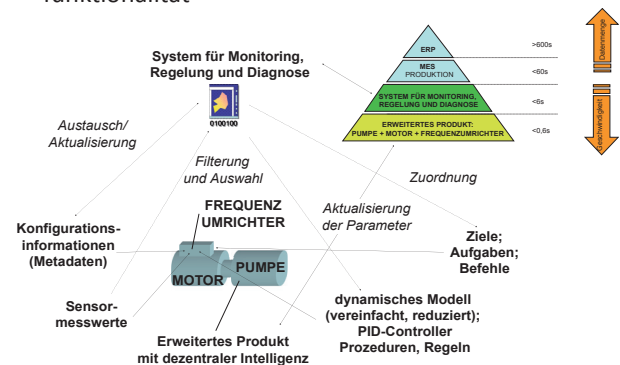 Funktionalität
System für Monitoring,
Regelung und Diagnose
0100100
ERP
MES
PRODUKTION
SYSTEM FÜR MONITORING,
REGELUNG UND DIAGNOSE
ERWEITERTES PRODUKT:
PUMPE + MOTOR + FREQUENZUMRICHTER
>600s
<60s
<6s
<0,6s
Datenmenge
Geschwindigkeit
Austausch/
Aktualisierung
Filterung
und Auswahl
Zuordnung
Aktualisierung
der Parameter
FREQUENZ
UMRICHTER
MOTOR
PUMPE
Konfigurations-
informationen
(Metadaten)
Sensor-
messwerte
Erweitertes Produkt
mit dezentraler Intelligenz
Ziele;
Aufgaben;
Befehle
dynamisches Modell
(vereinfacht, reduziert);
PID-Controller
Prozeduren, Regeln